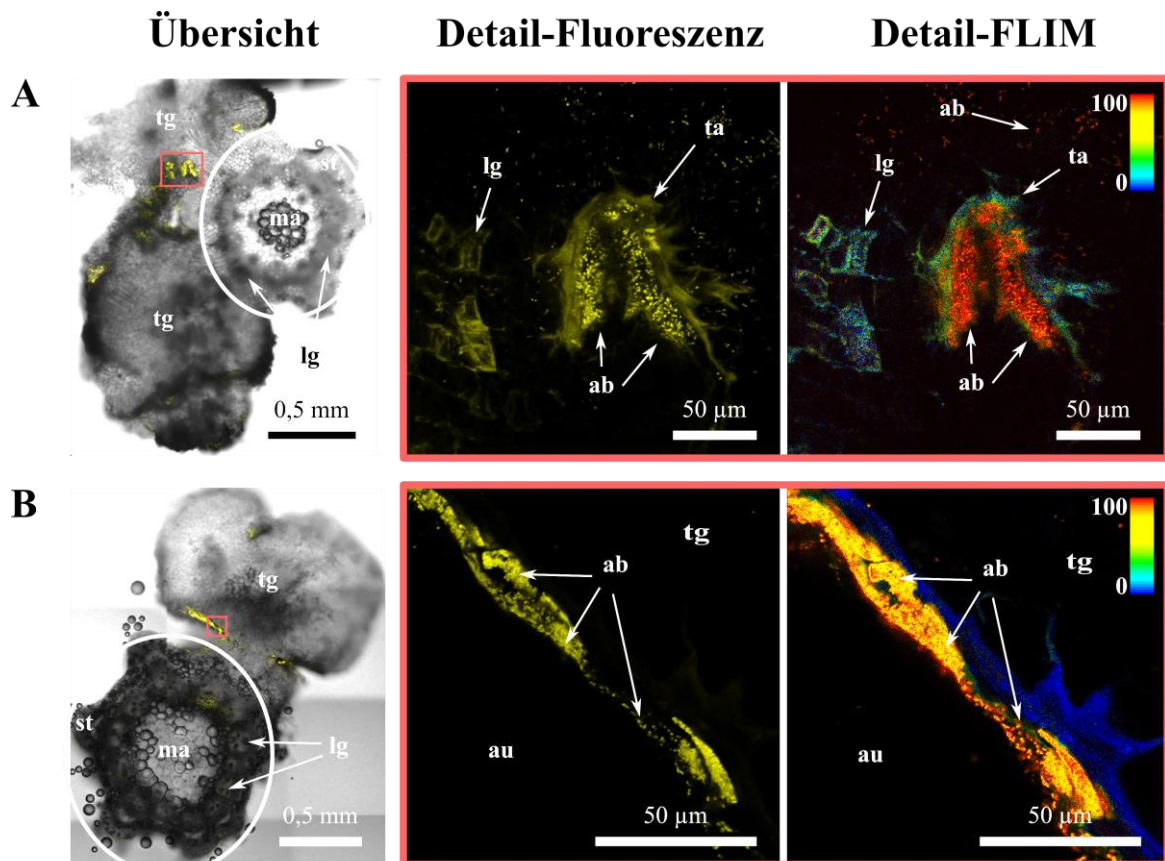 Übersicht Detail-Fluoreszenz Detail-FLIM
A
tg
st
ma
tg
lg
0,5 mm
ta
lg
ab
50 µm
ab
100
0
ta
lg
ab
50 µm
B
tg
st
ma
lg
0,5 mm
tg
ab
au
50 µm
100
0
tg
ab
au
50 µm